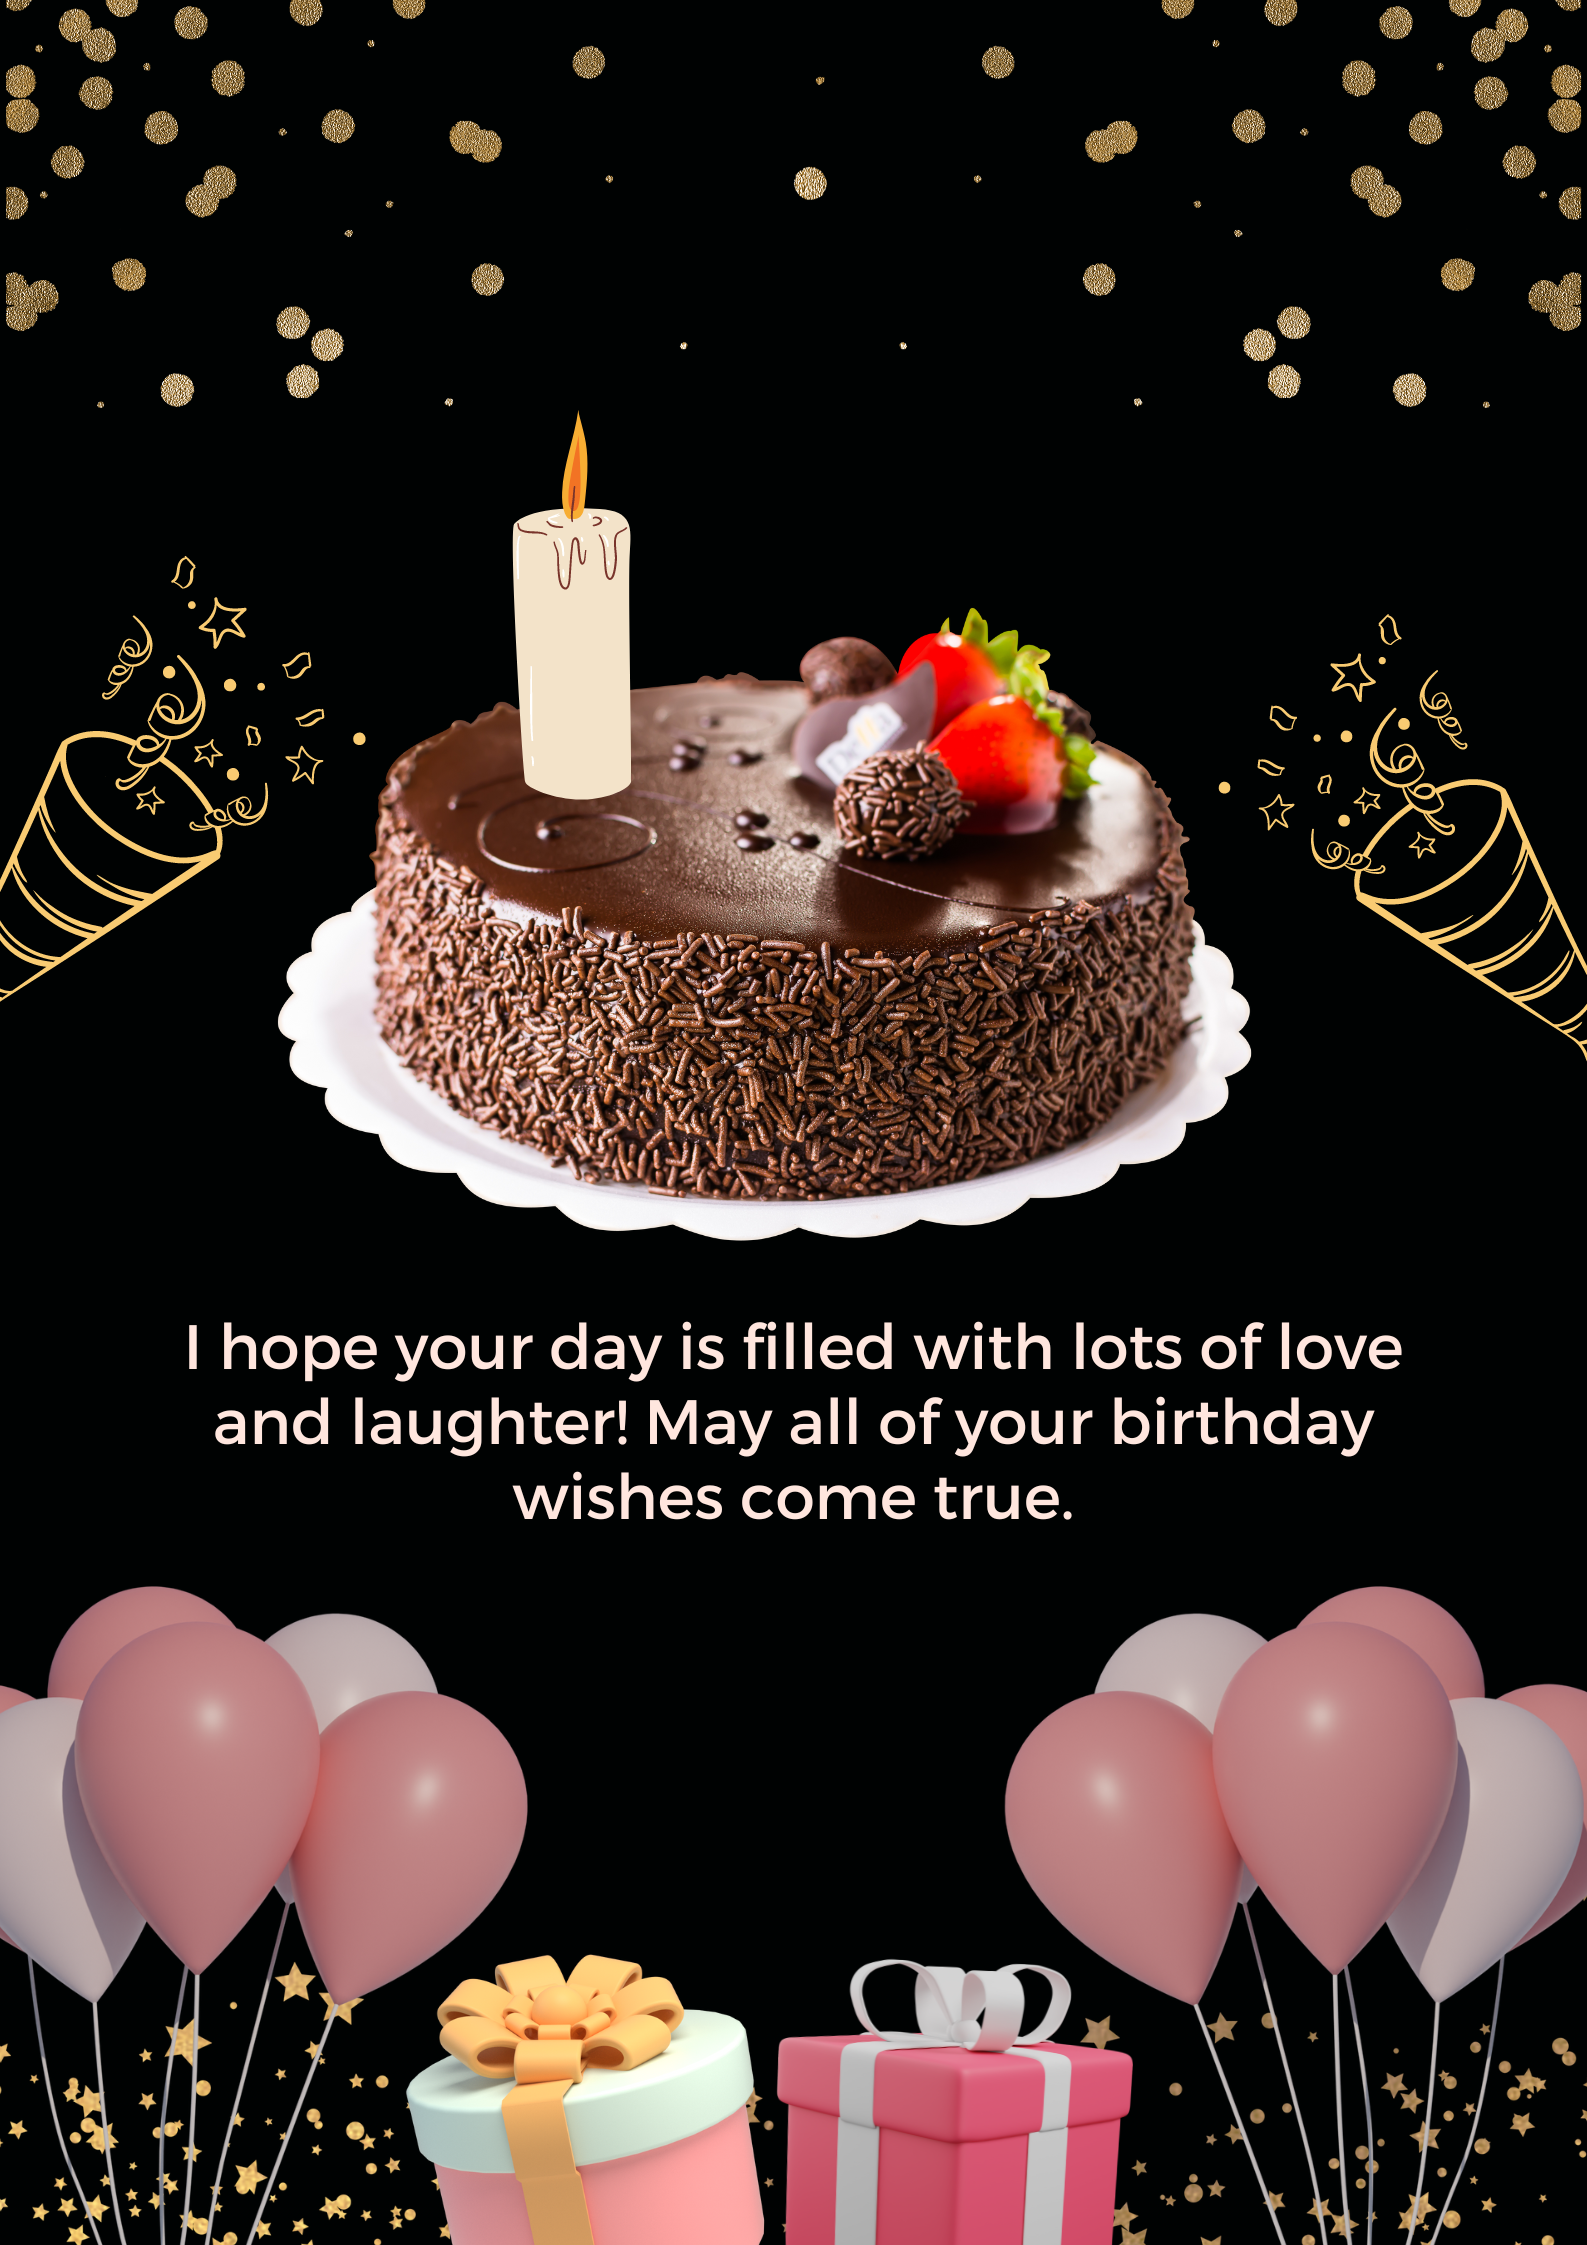 I hope your day is filled with lots of love
and laughter! May all of your birthday
wishes come true.